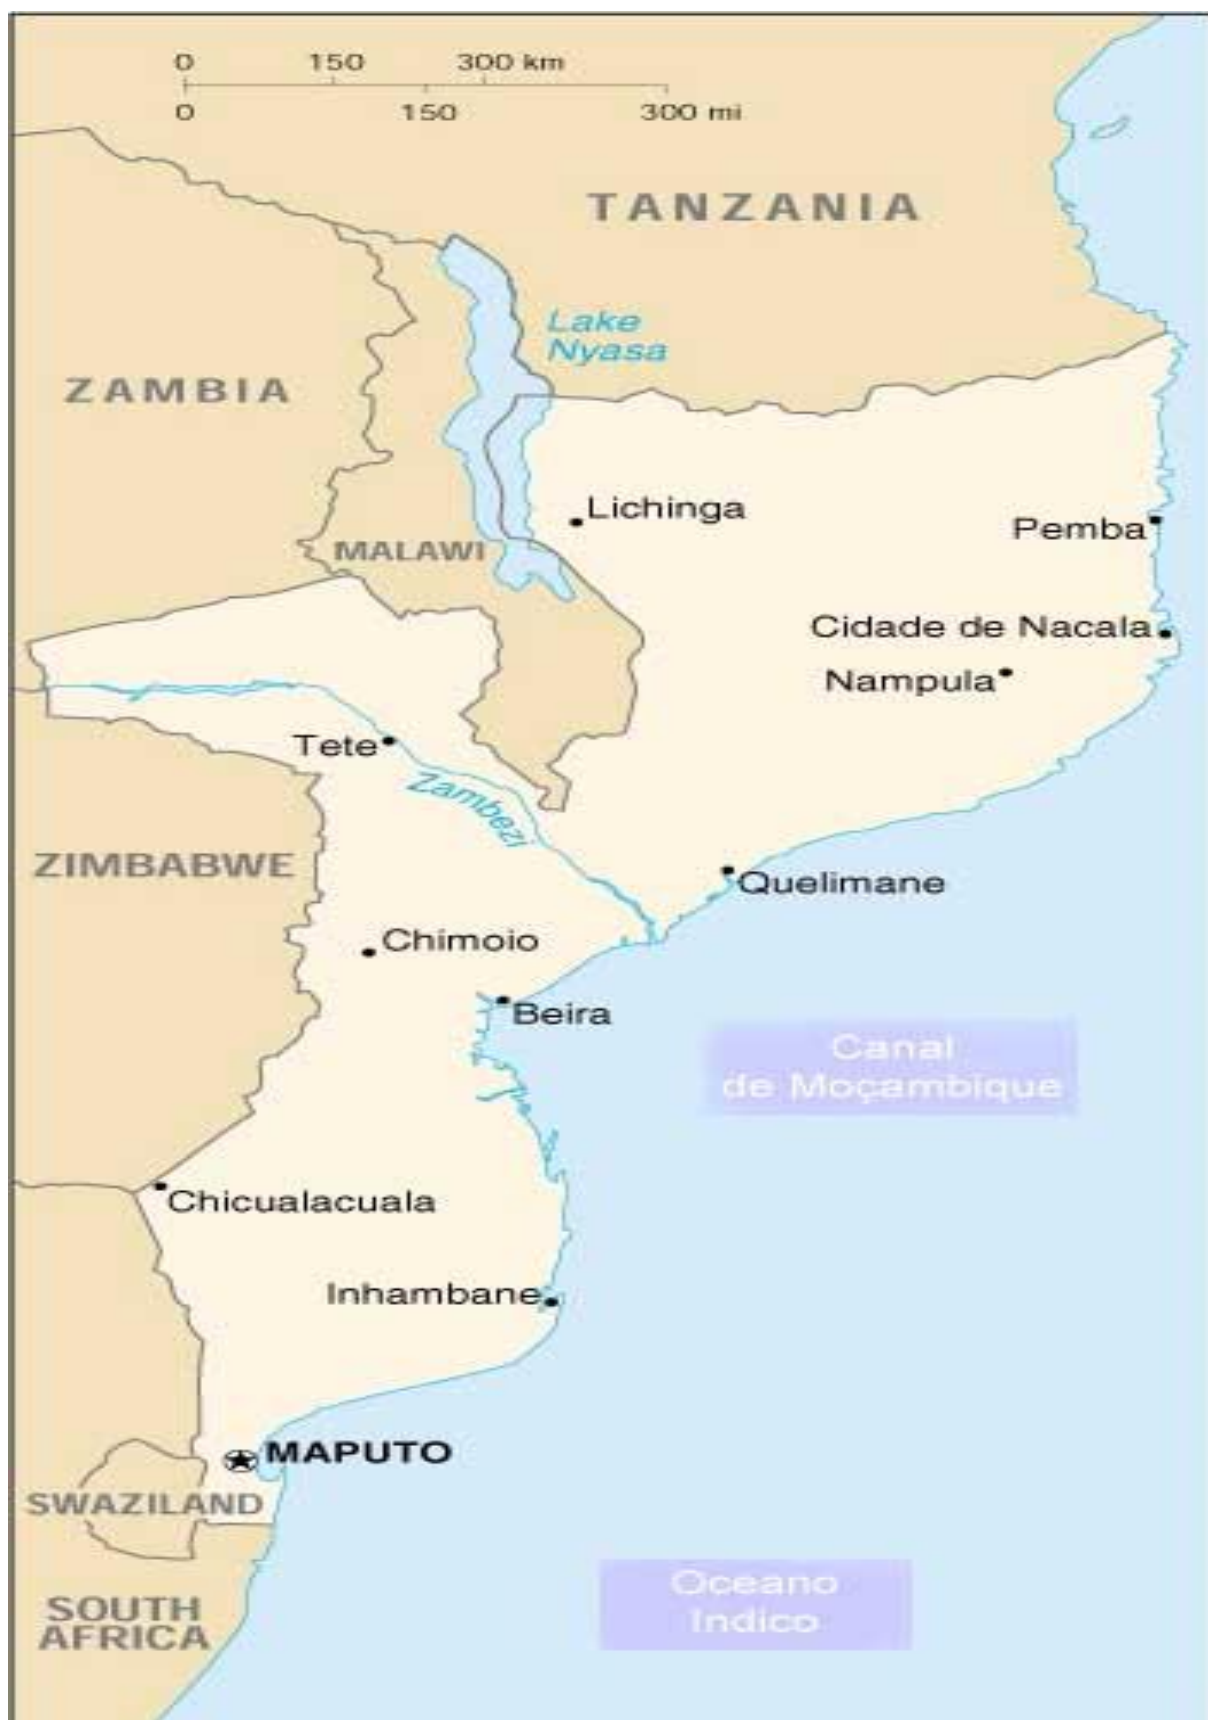 0 150 300 km
0 150 300 mi
TANZANIA
Lake
Nyasa
ZAMBIA
Lichinga
Pemba
MALAWI
Cidade de Nacala
Nampula
Tete
Zambezi
ZIMBABWE
Quelimane
Chimoio
Beira
Canal
de Moçambique
Chicualacuala
Inhambane
MAPUTO
SWAZILAND
Oceano
Indico
SOUTH
AFRICA